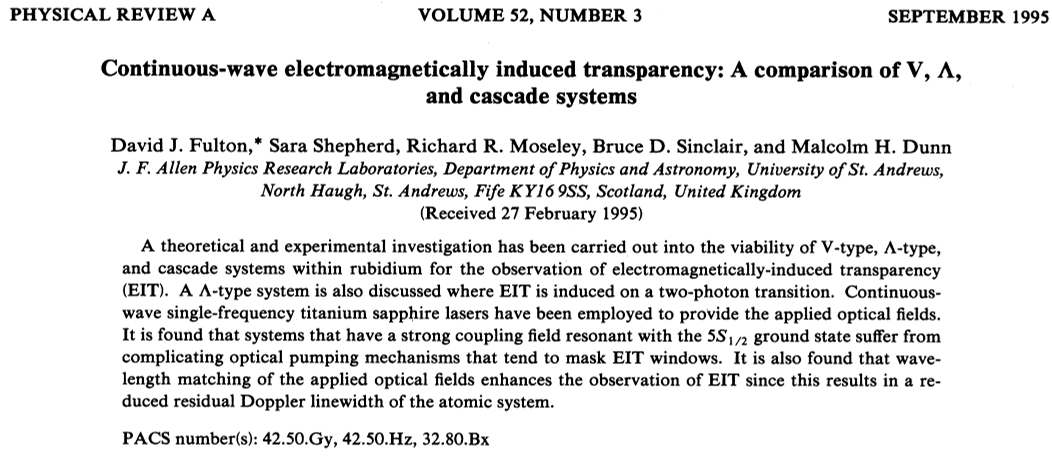 PHYSICAL REVIEW A VOLUME 52, NUMBER 3 SEPTEMBER 1995
Continuous-wave electromagnetically induced transparency: A comparison of V, Λ,
and cascade systems
David J. Fulton,* Sara Shepherd, Richard R. Moseley, Bruce D. Sinclair, and Malcolm H. Dunn
J. F. Allen Physics Research Laboratories, Department of Physics and Astronomy, University of St. Andrews,
North Haugh, St. Andrews, Fife KY16 9SS, Scotland, United Kingdom
(Received 27 February 1995)
A theoretical and experimental investigation has been carried out into the viability of V-type, Λ-type,
and cascade systems within rubidium for the observation of electromagnetically-induced transparency
(EIT). A Λ-type system is also discussed where EIT is induced on a two-photon transition. Continuous-
wave single-frequency titanium sapphire lasers have been employed to provide the applied optical fields.
It is found that systems that have a strong coupling field resonant with the 5S1/2 ground state suffer from
complicating optical pumping mechanisms that tend to mask EIT windows. It is also found that wave-
length matching of the applied optical fields enhances the observation of EIT since this results in a re-
duced residual Doppler linewidth of the atomic system.
PACS number(s): 42.50.Gy, 42.50.Hz, 32.80.Bx